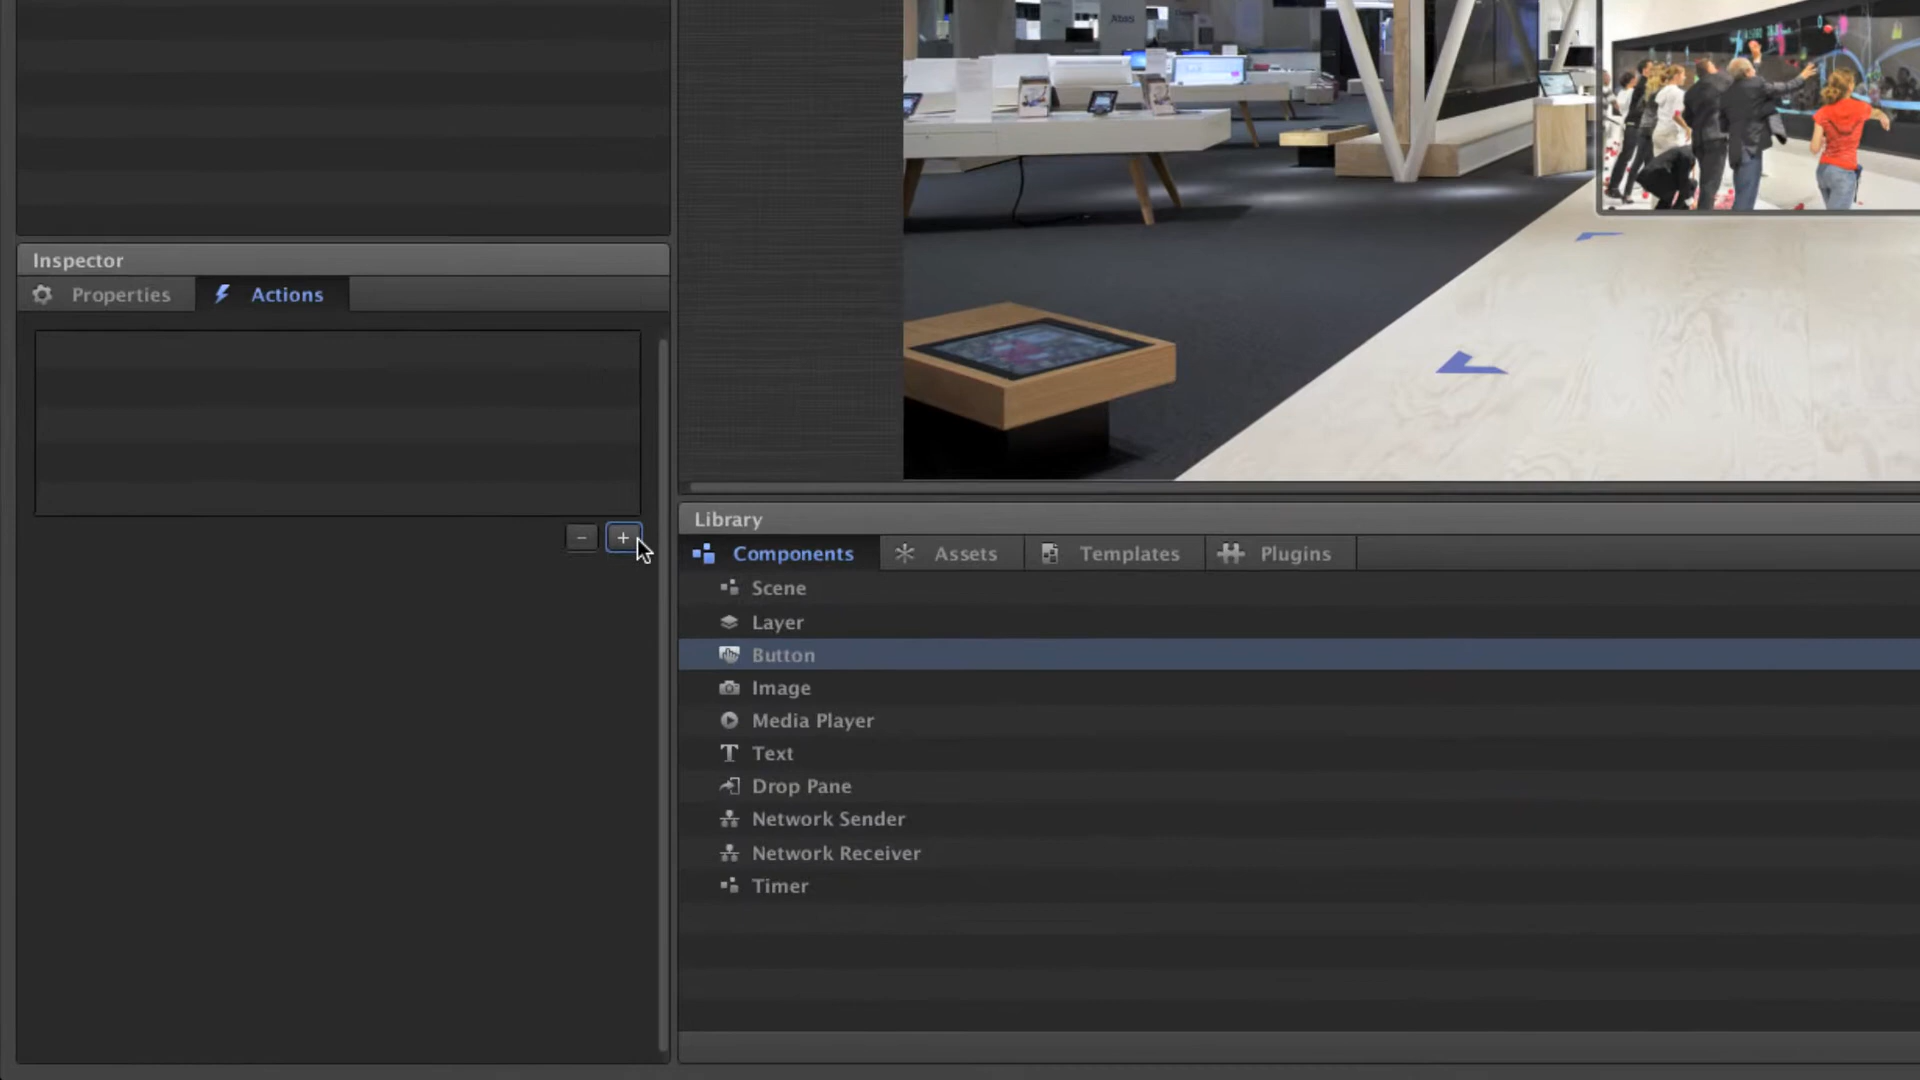 Inspector
Properties
Actions
−
+
Library
Components
Assets
Templates
Plugins
Scene
Layer
Button
Image
Media Player
Text
Drop Pane
Network Sender
Network Receiver
Timer